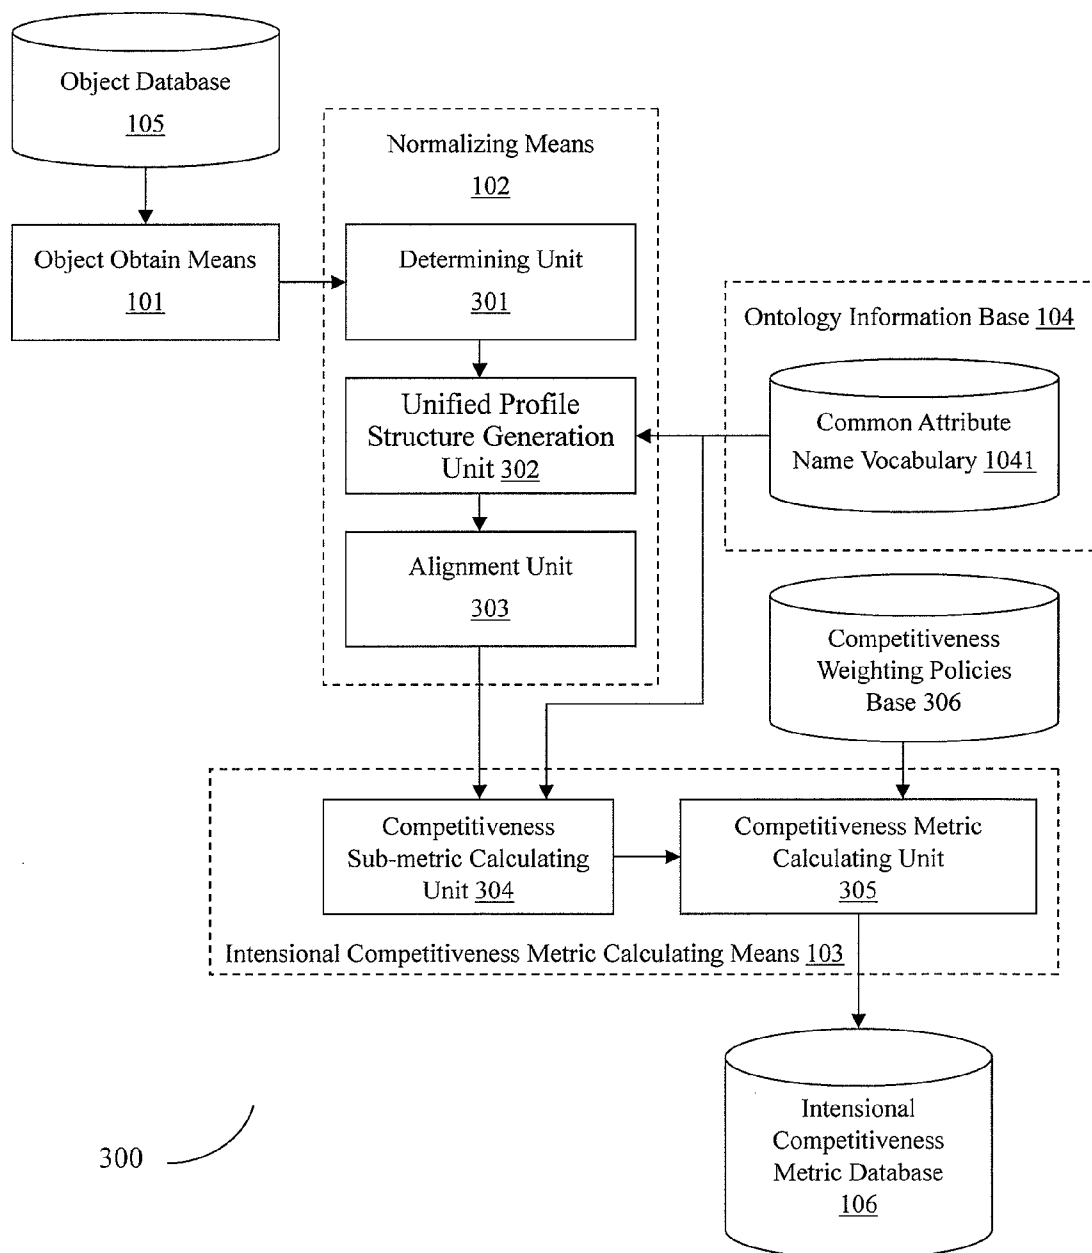 Object Database
105
Normalizing Means
102
Object Obtain Means
101
Determining Unit
301
Ontology Information Base 104
Unified Profile
Structure Generation
Unit 302
Common Attribute
Name Vocabulary 1041
Alignment Unit
303
Competitiveness
Weighting Policies
Base 306
Competitiveness
Sub-metric Calculating
Unit 304
Competitiveness Metric
Calculating Unit
305
Intensional Competitiveness Metric Calculating Means 103
Intensional
Competitiveness
Metric Database
106
300